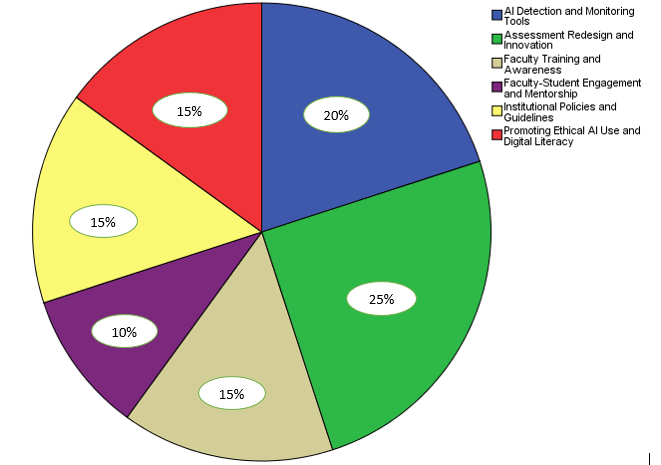 AI Detection and Monitoring
Tools
Assessment Redesign and
Innovation
Faculty Training and
Awareness
Faculty-Student Engagement
and Mentorship
Institutional Policies and
Guidelines
Promoting Ethical AI Use and
Digital Literacy
15%
20%
15%
25%
10%
15%